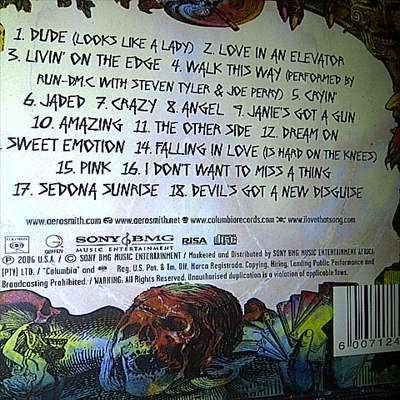 1. DUDE (LOOKS LIKE A LADY) 2. LOVE IN AN ELEVATOR
3. LIVIN' ON THE EDGE 4. WALK THIS WAY (PERFORMED BY
RUN-DMC WITH STEVEN TYLER & JOE PERRY) 5. CRYIN'
6. JADED 7. CRAZY 8. ANGEL 9. JANIE'S GOT A GUN
10. AMAZING 11. THE OTHER SIDE 12. DREAM ON
. SWEET EMOTION 14. FALLING IN LOVE (IS HARD ON THE KNEES)
15. PINK 16. I DON'T WANT TO MISS A THING
17. SEDONA SUNRISE 18. DEVIL'S GOT A NEW DISGUISE
www.aerosmith.com www.aerosmith.net www.columbiarecords.com www.ilovethatsong.com
COLUMBIA GEFFEN SONY BMG MUSIC ENTERTAINMENT RISA
℗ 2006 U.S.A. / © SONY BMG MUSIC ENTERTAINMENT / Marketed and Distributed by SONY BMG MUSIC ENTERTAINMENT AFRICA
(PTY) LTD. / "Columbia" and Reg. U.S. Pat. & Tm. Off. Marca Registrada. Copying, Hiring, Lending Public Performance and
Broadcasting Prohibited. / WARNING: All Rights Reserved. Unauthorised duplication is a violation of applicable laws.
6 007124